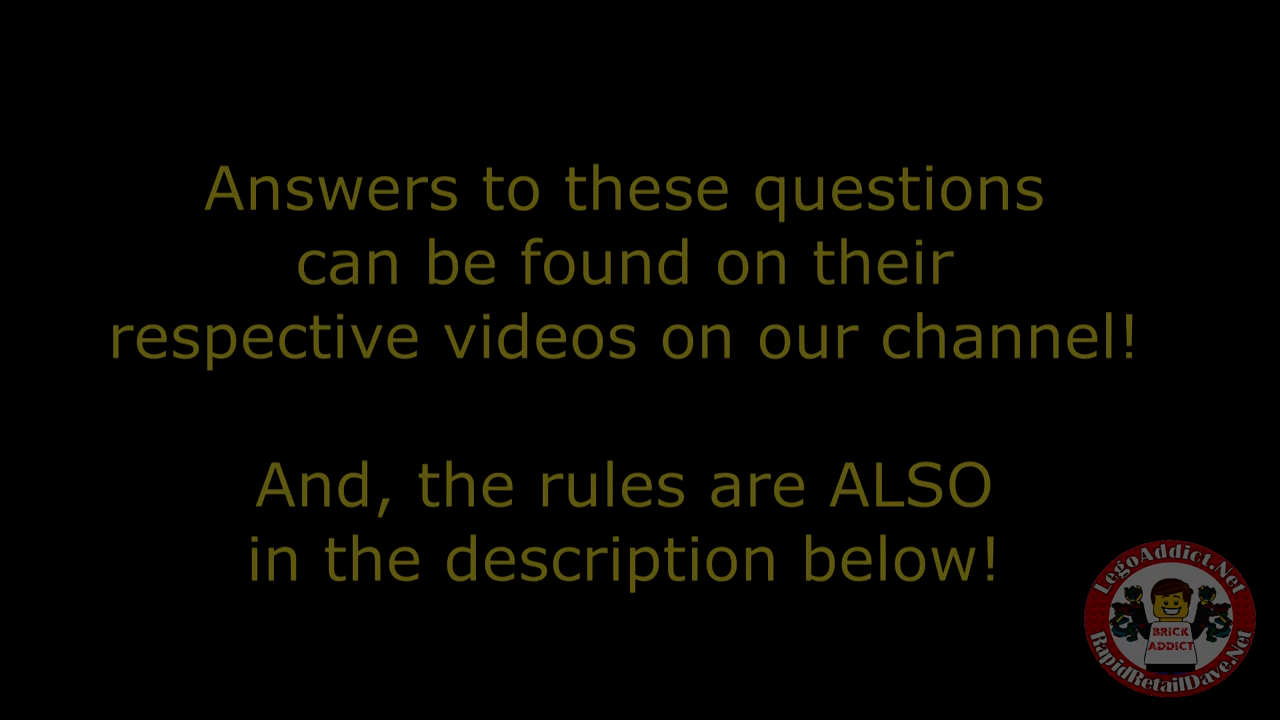 Answers to these questions
can be found on their
respective videos on our channel!
And, the rules are ALSO
in the description below!
LegoAddict.Net
BRICK
ADDICT
RapidRetailDave.Net